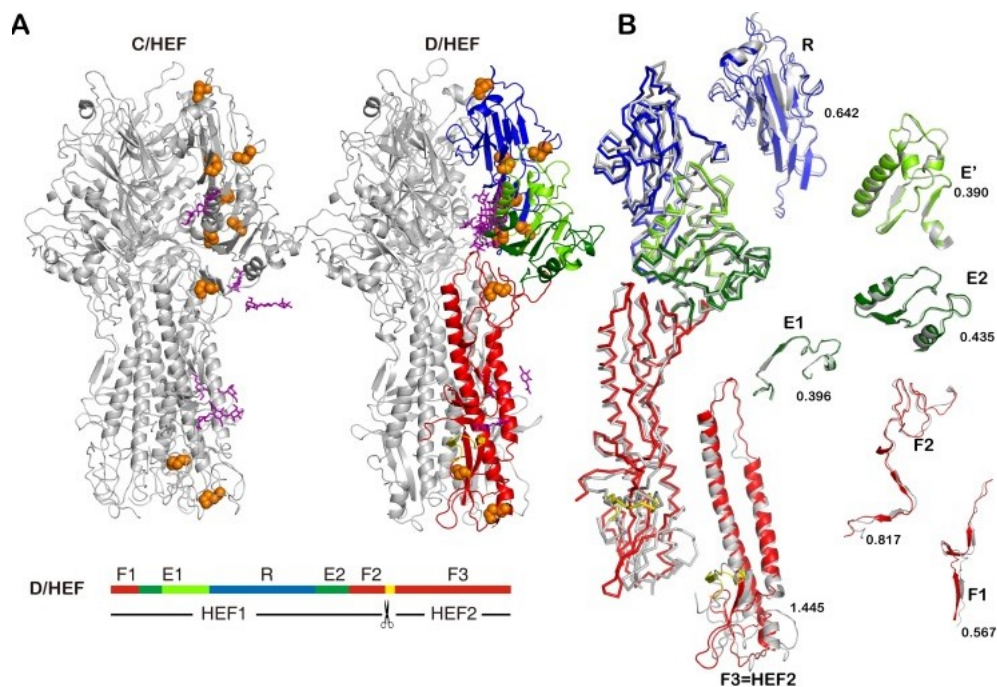 A
B
C/HEF
D/HEF
R
0.642
E'
0.390
E2
0.435
E1
0.396
F2
0.817
F1
0.567
1.445
F3=HEF2
D/HEF
F1 E1 R E2 F2 F3
HEF1 HEF2